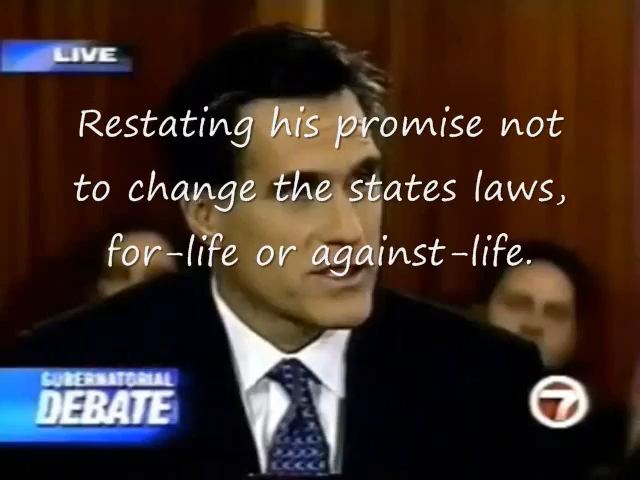 LIVE
Restating his promise not
to change the states laws,
for-life or against-life.
GUBERNATORIAL
DEBATE
7